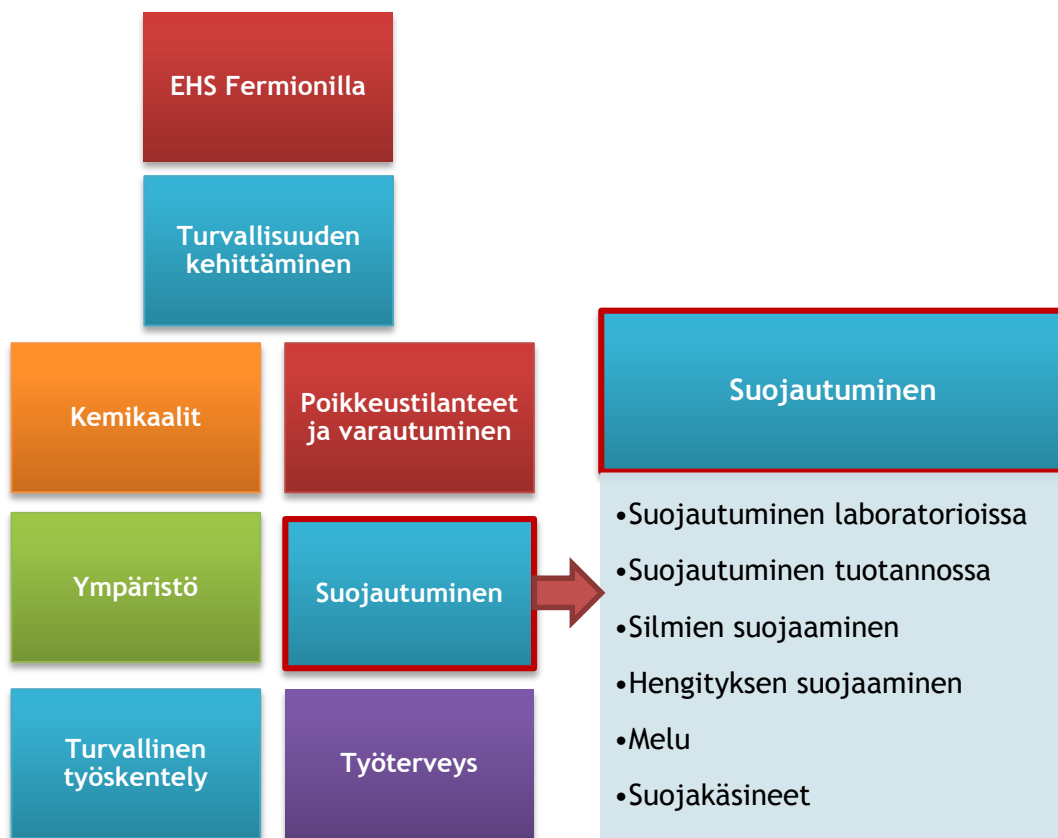 EHS Fermionilla
Turvallisuuden
kehittäminen
Kemikaalit
Poikkeustilanteet
ja varautuminen
Ympäristö
Suojautuminen
Turvallinen
työskentely
Työterveys
Suojautuminen
•Suojautuminen laboratorioissa
•Suojautuminen tuotannossa
•Silmien suojaaminen
•Hengityksen suojaaminen
•Melu
•Suojakäsineet